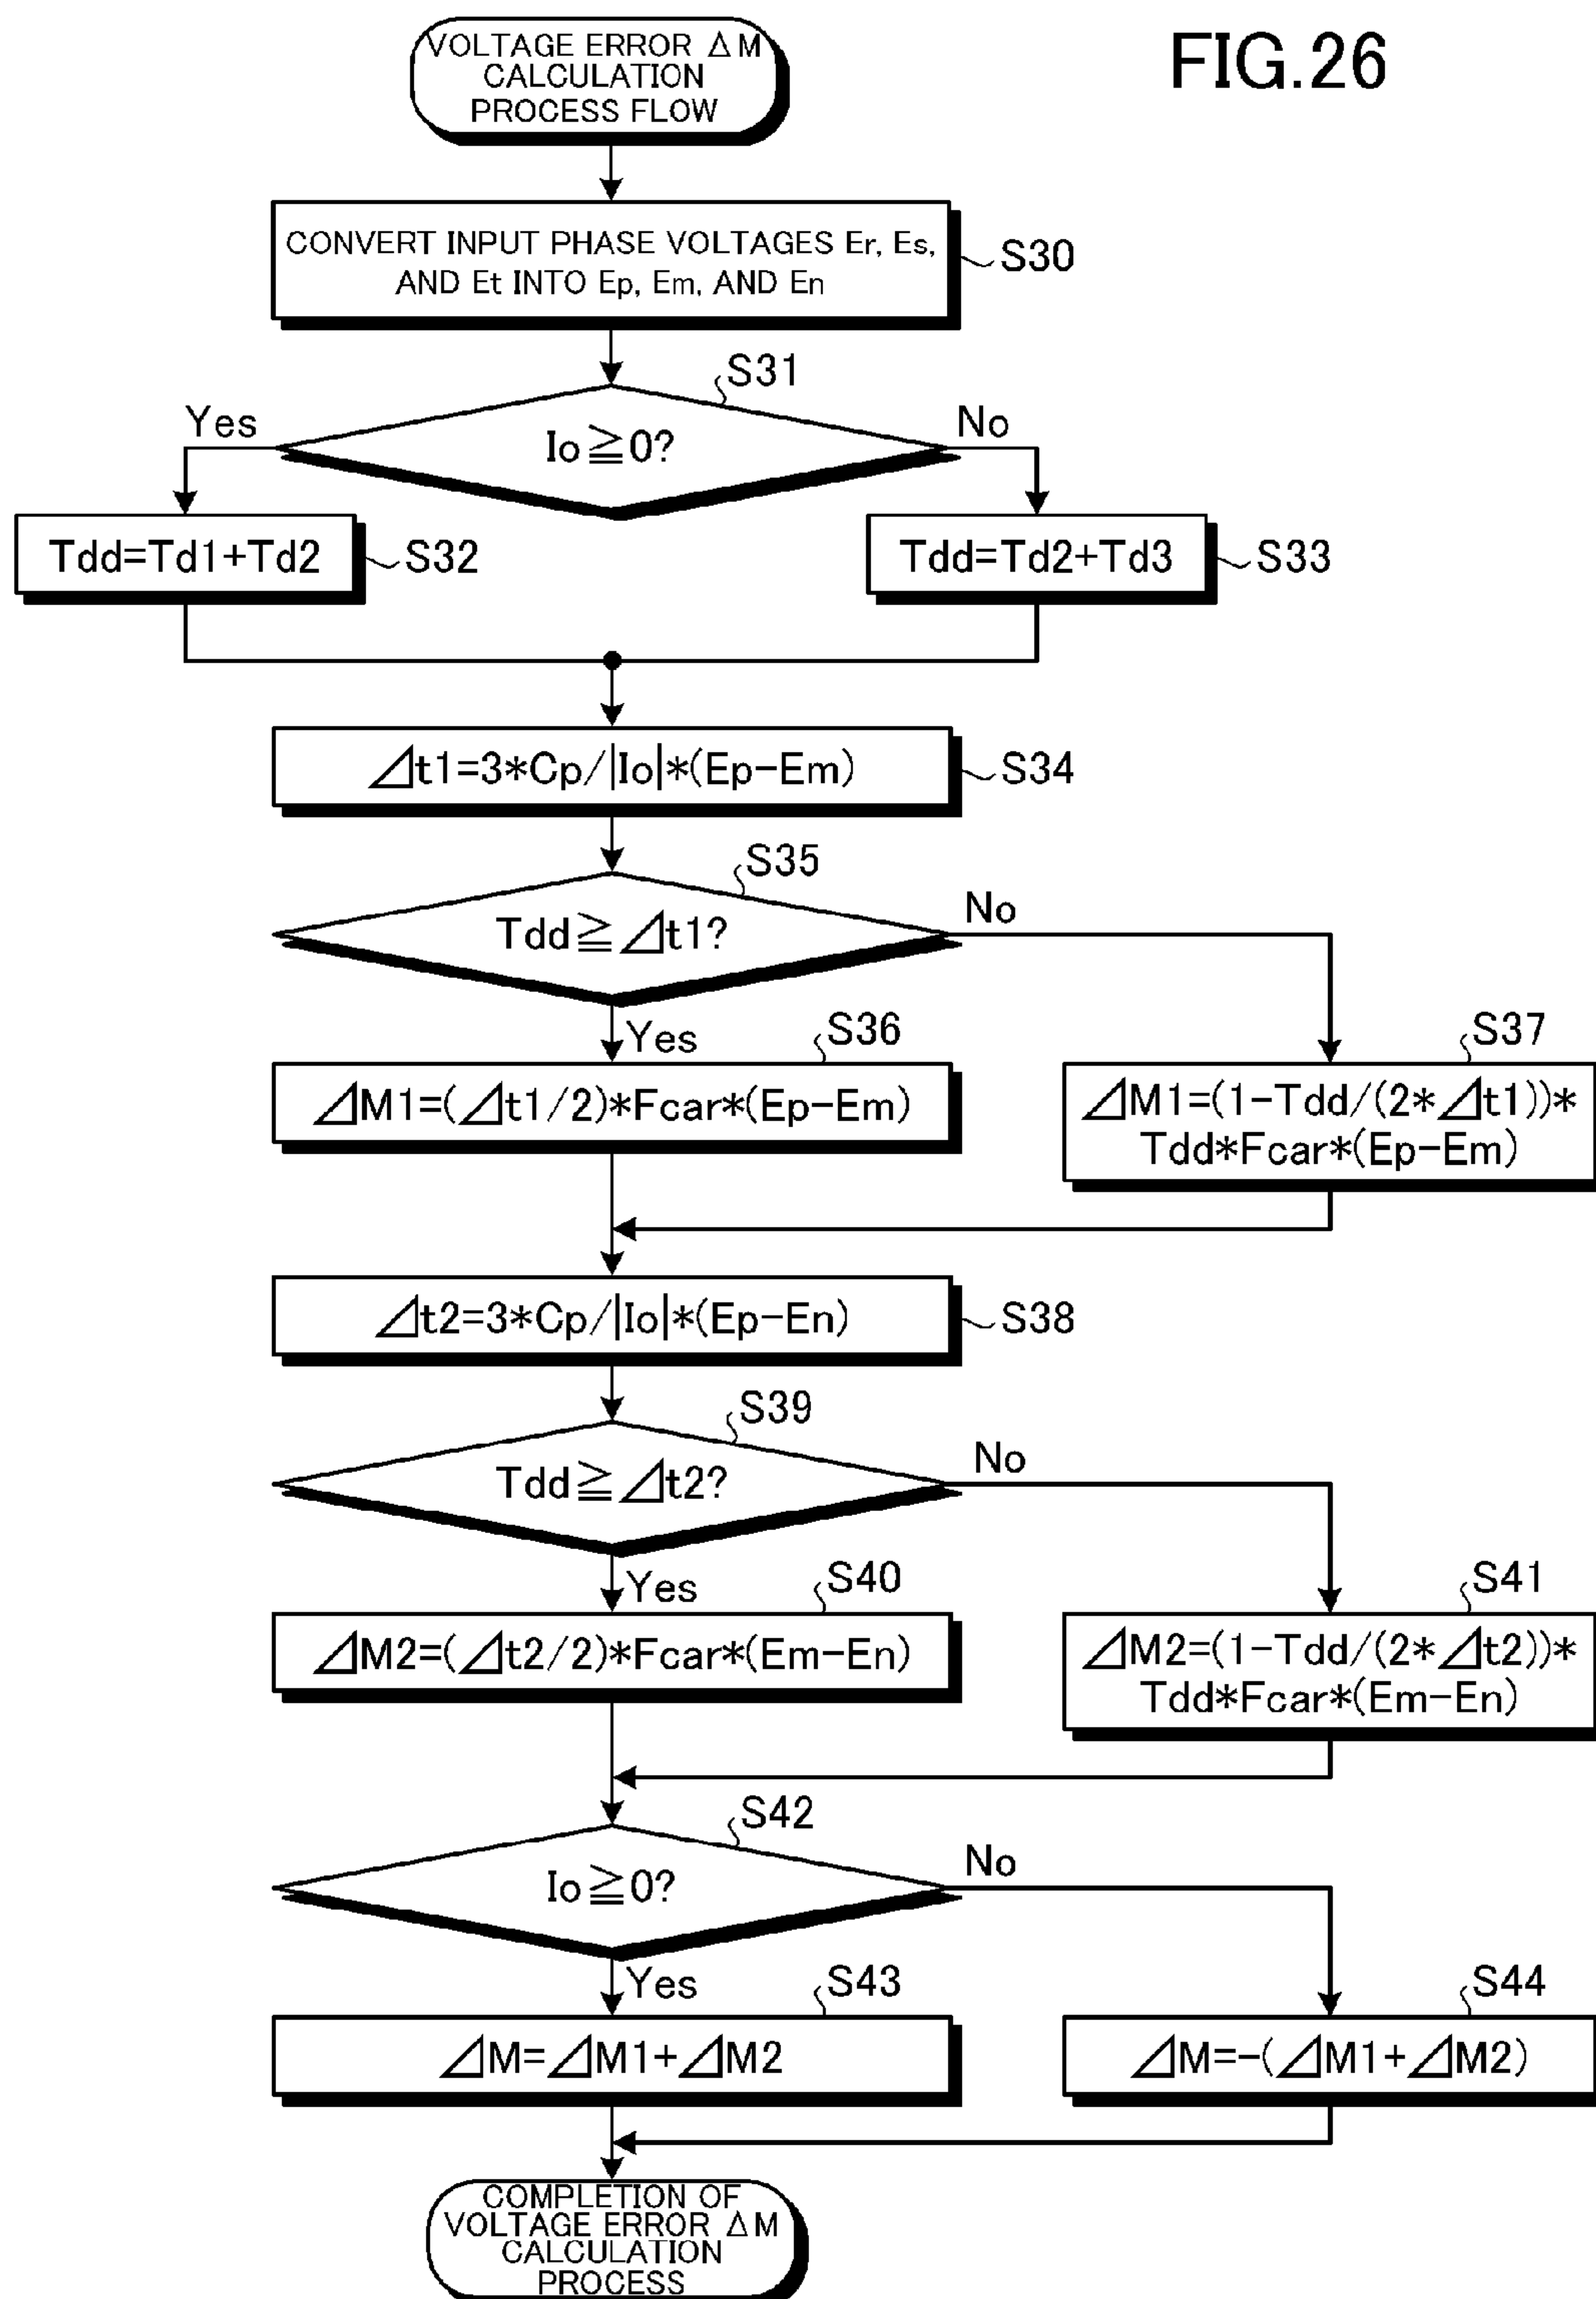 FIG.26
VOLTAGE ERROR ΔM
CALCULATION
PROCESS FLOW
CONVERT INPUT PHASE VOLTAGES Er, Es,
AND Et INTO Ep, Em, AND En
S30
S31
Yes
Io≧0?
No
Tdd=Td1+Td2
S32
Tdd=Td2+Td3
S33
⊿t1=3*Cp/|Io|*(Ep-Em)
S34
S35
Tdd≧⊿t1?
No
Yes
S36
S37
⊿M1=(⊿t1/2)*Fcar*(Ep-Em)
⊿M1=(1-Tdd/(2*⊿t1))*
Tdd*Fcar*(Ep-Em)
⊿t2=3*Cp/|Io|*(Ep-En)
S38
S39
Tdd≧⊿t2?
No
Yes
S40
S41
⊿M2=(⊿t2/2)*Fcar*(Em-En)
⊿M2=(1-Tdd/(2*⊿t2))*
Tdd*Fcar*(Em-En)
S42
Io≧0?
No
Yes
S43
S44
⊿M=⊿M1+⊿M2
⊿M=-(⊿M1+⊿M2)
COMPLETION OF
VOLTAGE ERROR ΔM
CALCULATION
PROCESS